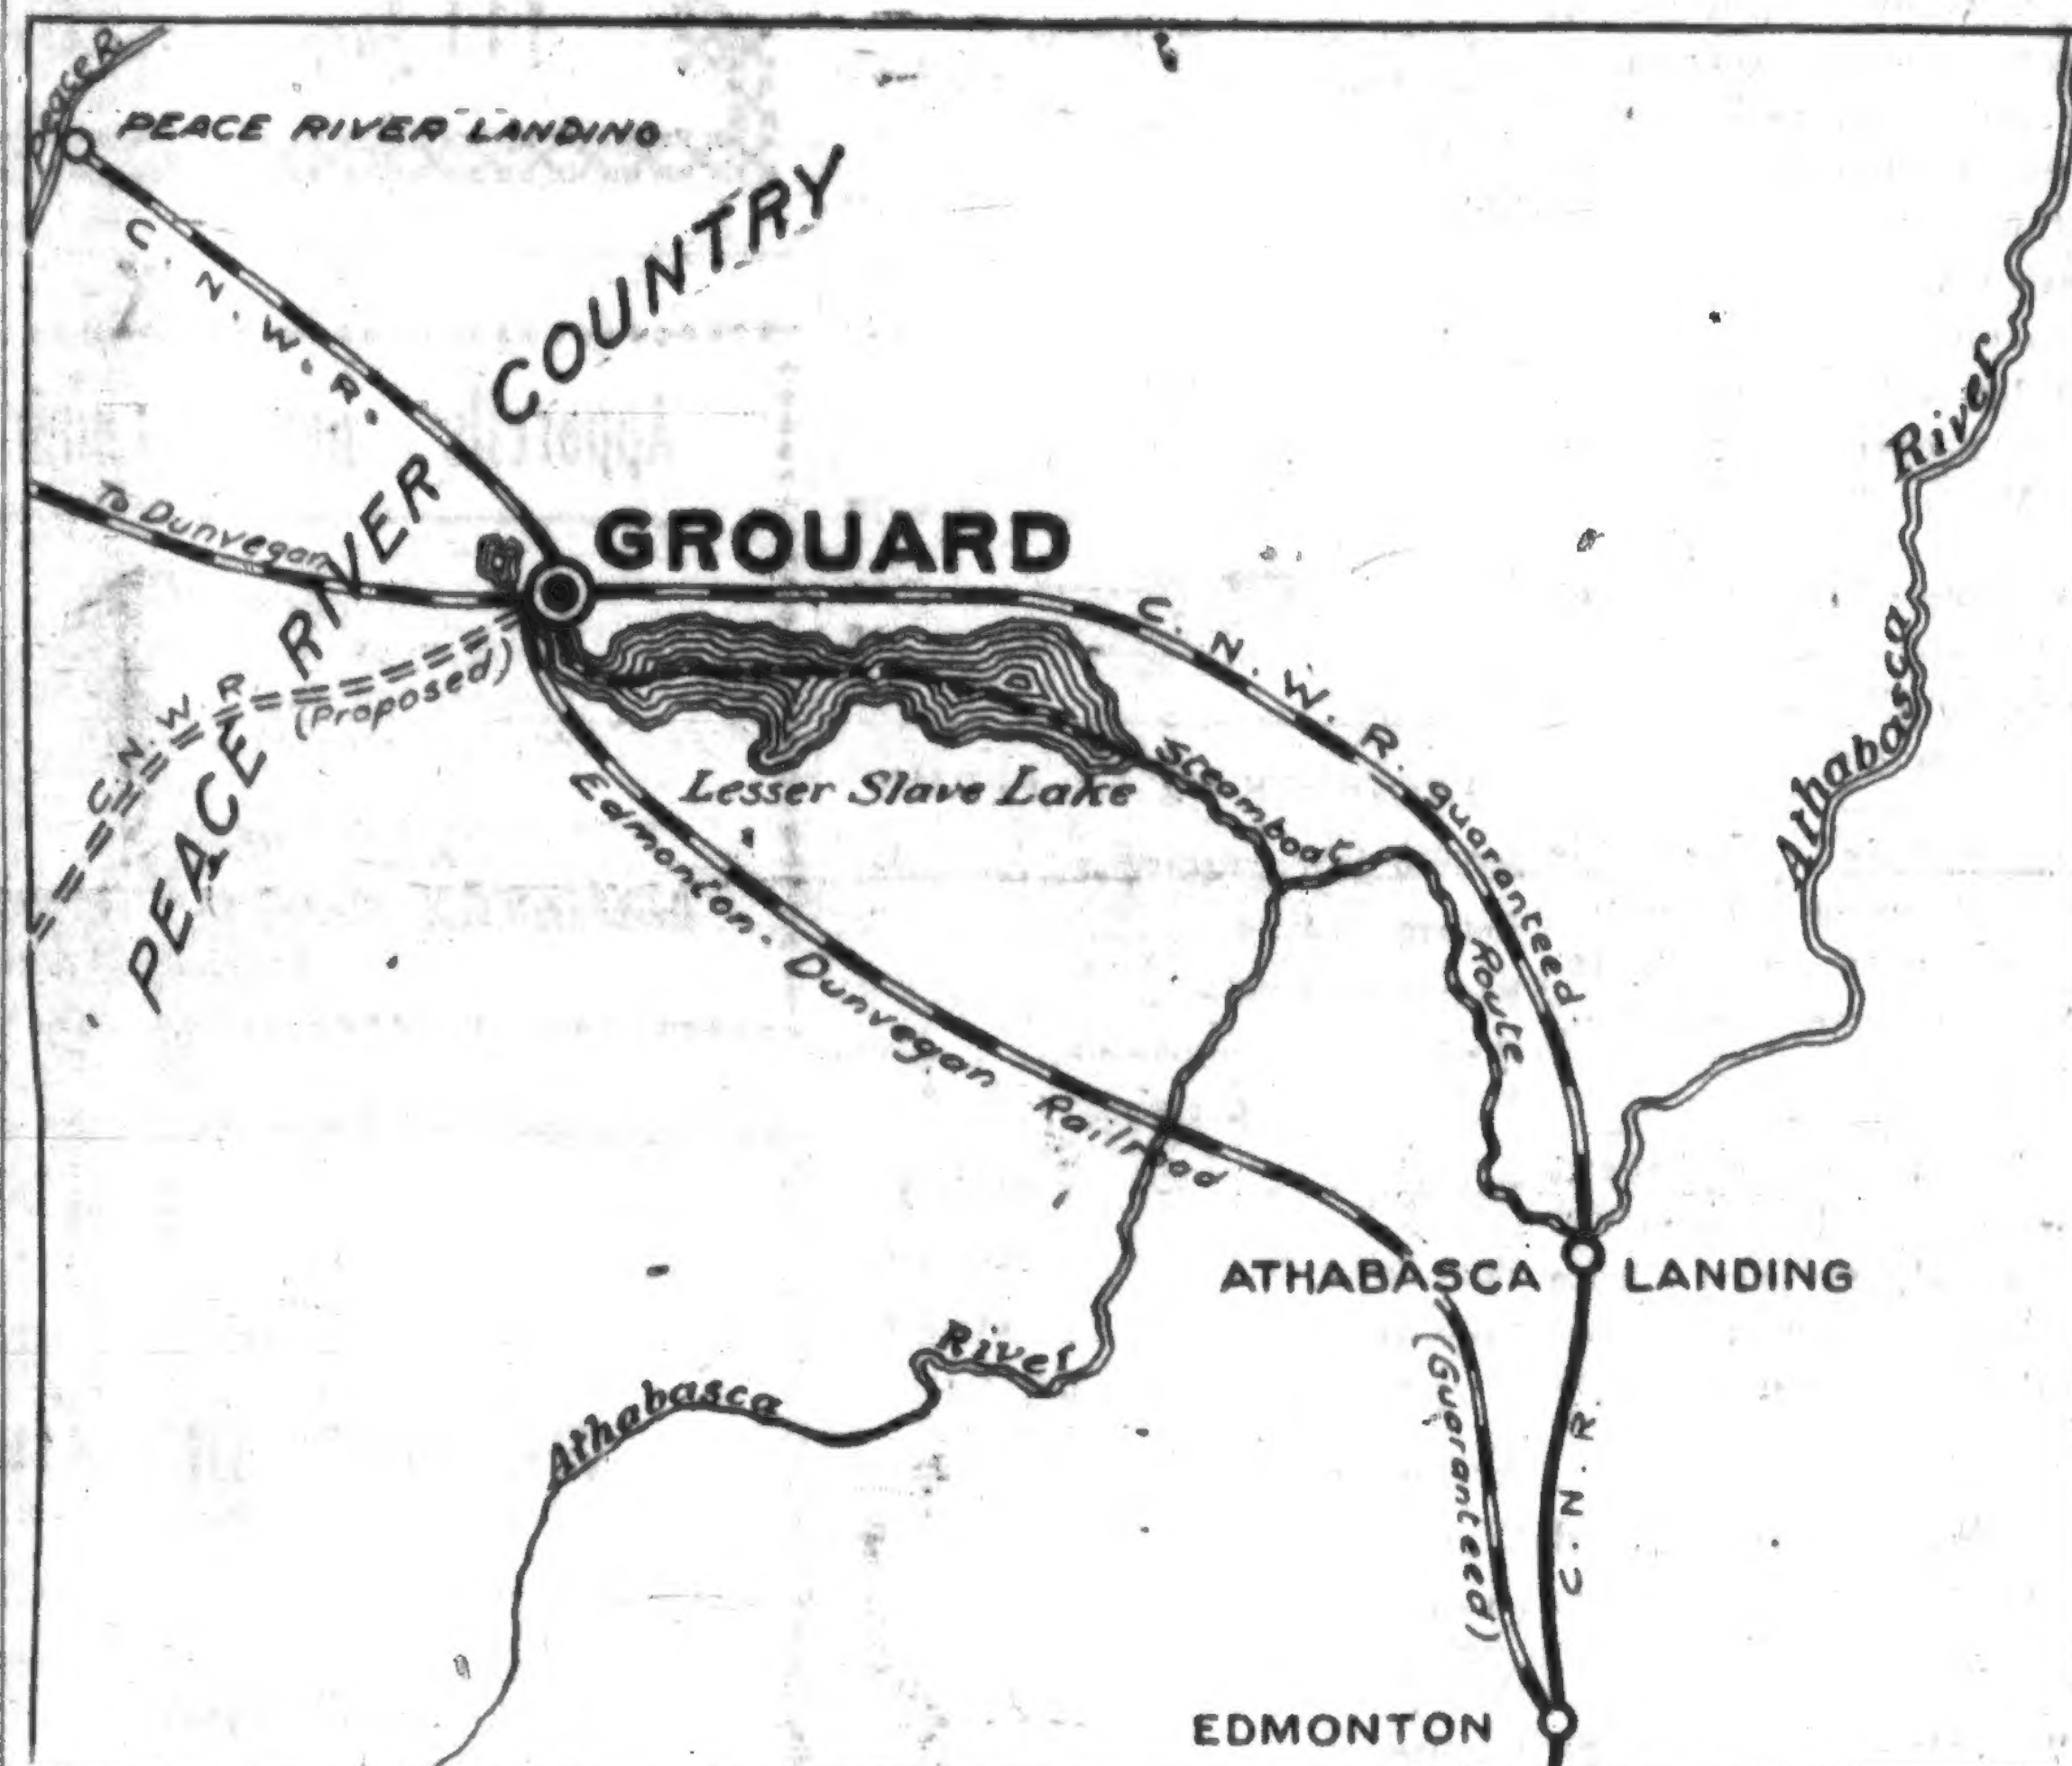 Peace R.
PEACE RIVER LANDING
C. N. W. R.
PEACE RIVER COUNTRY
To Dunvegan
GROUARD
C. N. W. R.
(Proposed)
C. N. W. R. guaranteed
Lesser Slave Lake
Steamboat Route
Edmonton. Dunvegan Railroad
(Guaranteed)
Athabasca River
ATHABASCA LANDING
Athabasca River
C. N. R.
EDMONTON